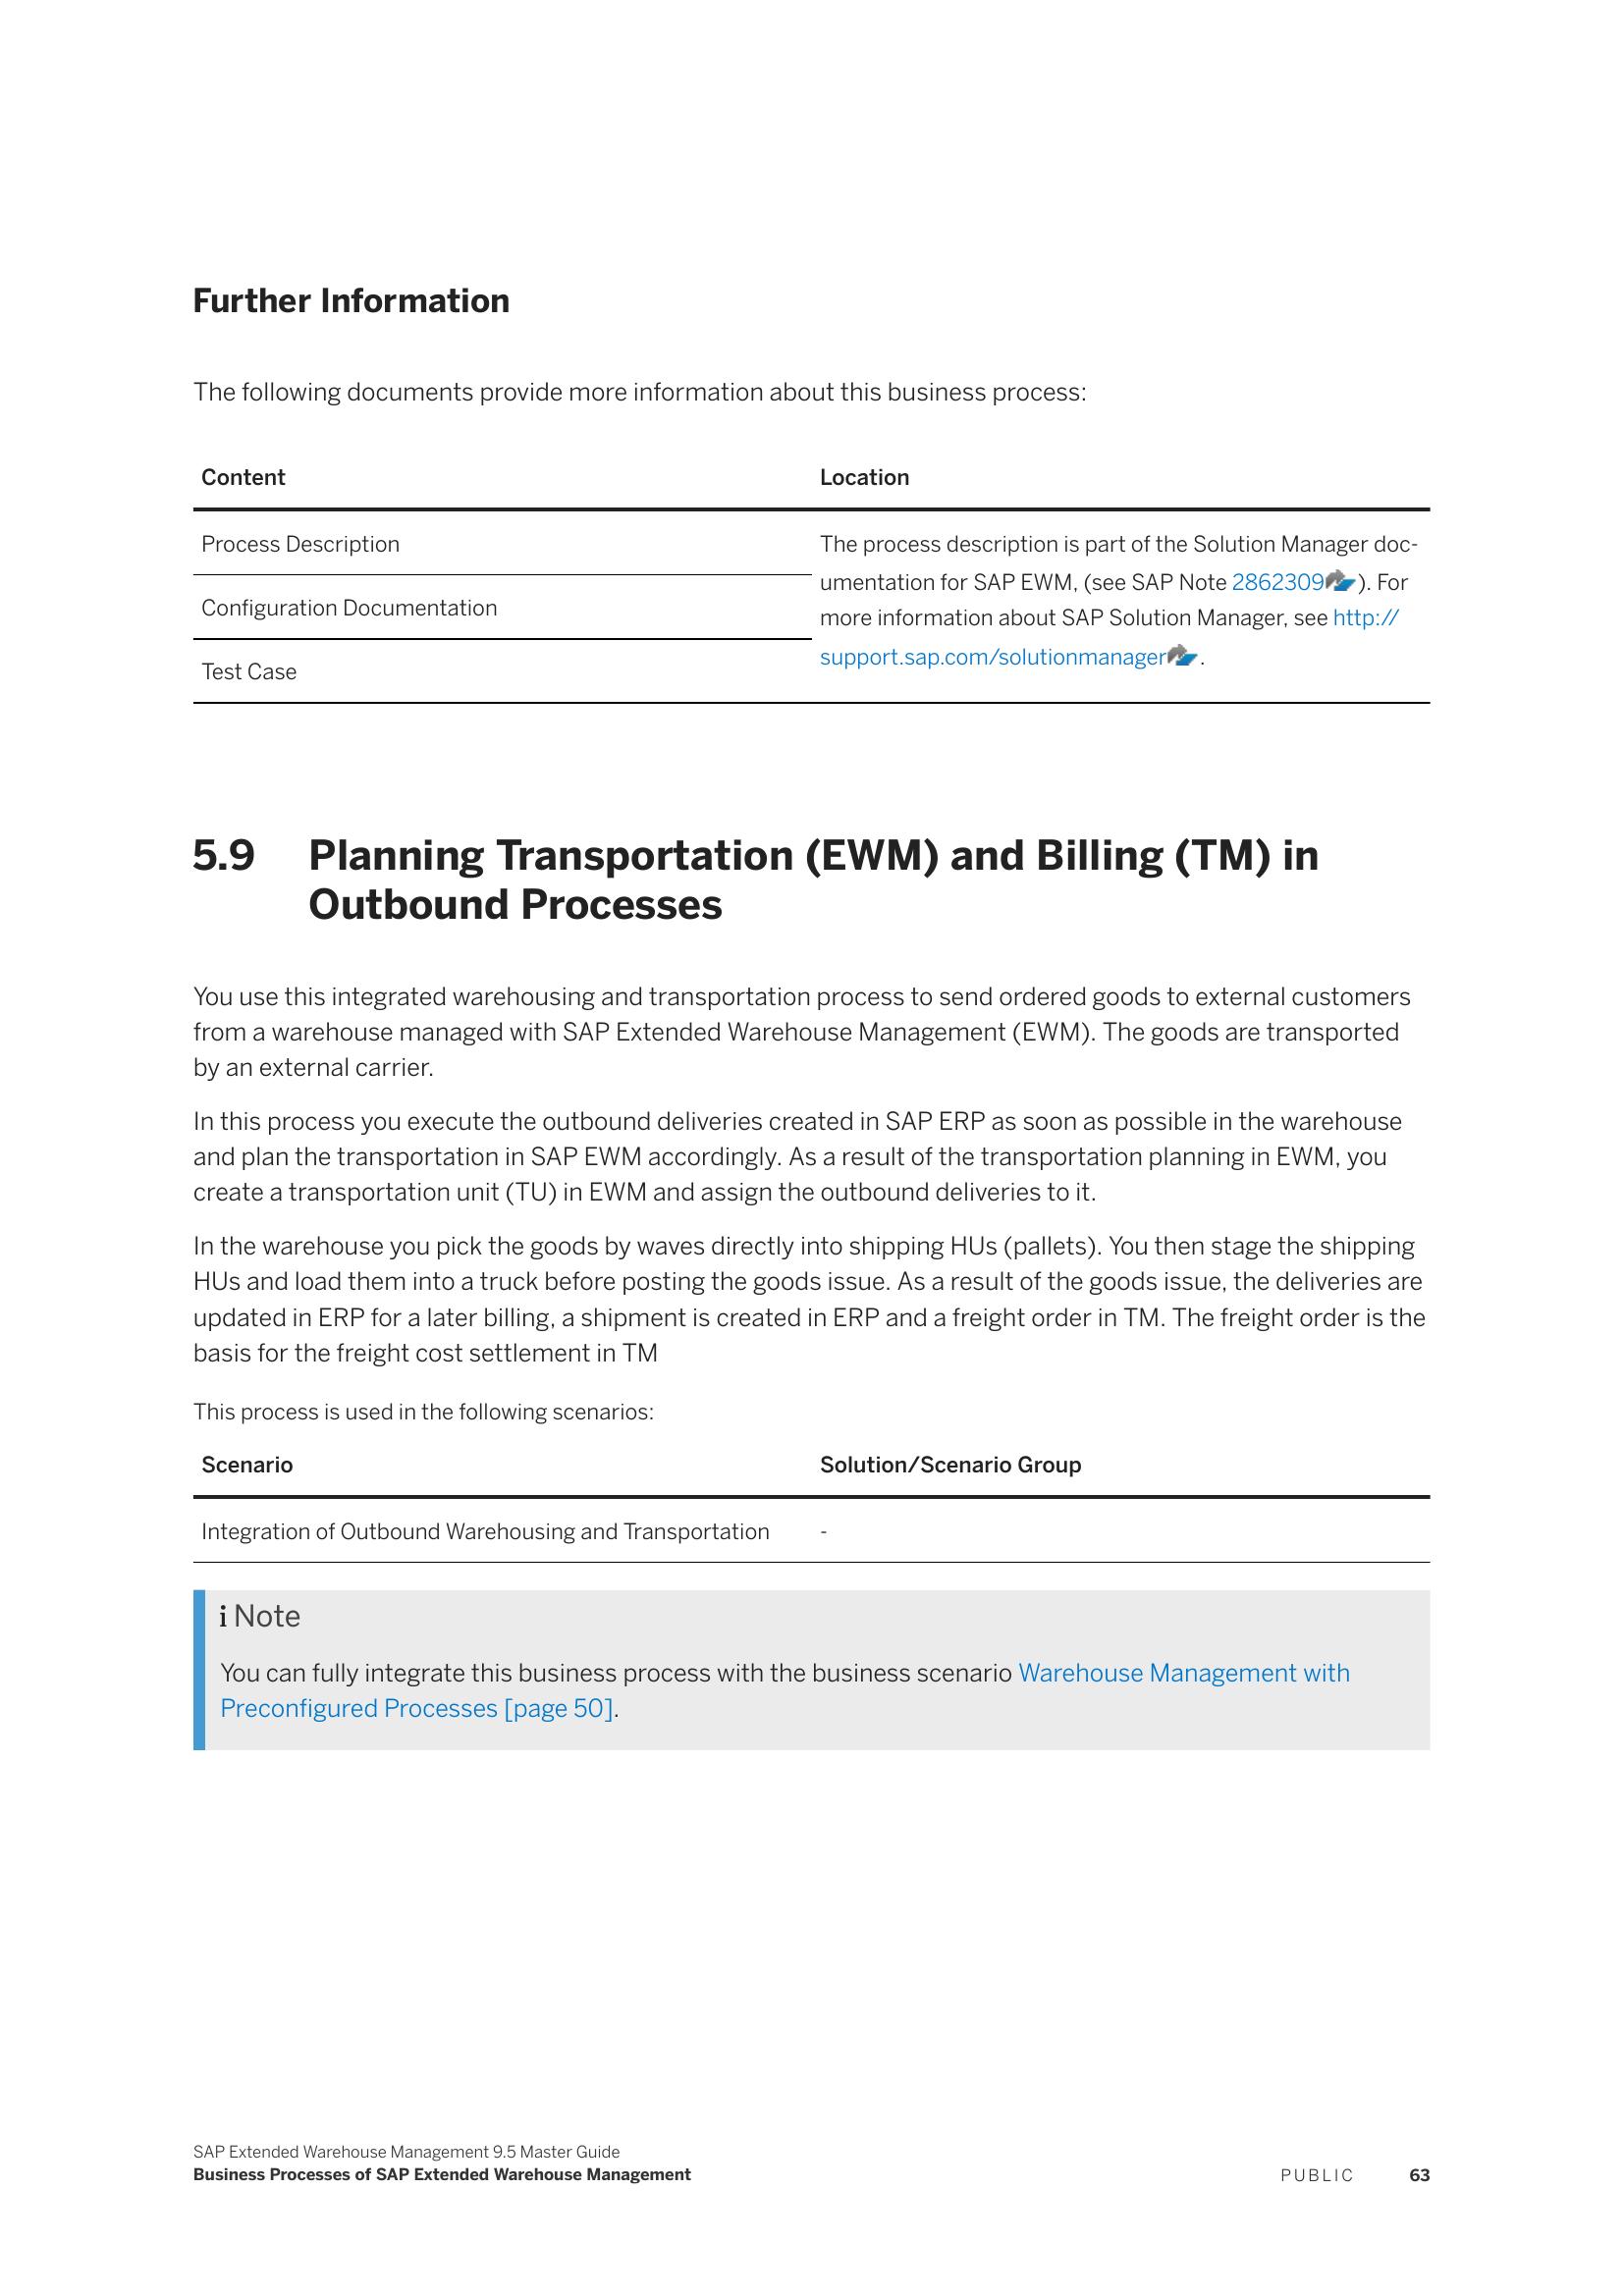 Further Information
The following documents provide more information about this business process:
Content Location
Process Description
Configuration Documentation
Test Case
The process description is part of the Solution Manager doc-
umentation for SAP EWM, (see SAP Note 2862309). For
more information about SAP Solution Manager, see http://
support.sap.com/solutionmanager.
5.9 Planning Transportation (EWM) and Billing (TM) in
Outbound Processes
You use this integrated warehousing and transportation process to send ordered goods to external customers
from a warehouse managed with SAP Extended Warehouse Management (EWM). The goods are transported
by an external carrier.
In this process you execute the outbound deliveries created in SAP ERP as soon as possible in the warehouse
and plan the transportation in SAP EWM accordingly. As a result of the transportation planning in EWM, you
create a transportation unit (TU) in EWM and assign the outbound deliveries to it.
In the warehouse you pick the goods by waves directly into shipping HUs (pallets). You then stage the shipping
HUs and load them into a truck before posting the goods issue. As a result of the goods issue, the deliveries are
updated in ERP for a later billing, a shipment is created in ERP and a freight order in TM. The freight order is the
basis for the freight cost settlement in TM
This process is used in the following scenarios:
Scenario Solution/Scenario Group
Integration of Outbound Warehousing and Transportation -
i Note
You can fully integrate this business process with the business scenario Warehouse Management with
Preconfigured Processes [page 50].
SAP Extended Warehouse Management 9.5 Master Guide
Business Processes of SAP Extended Warehouse Management PUBLIC 63